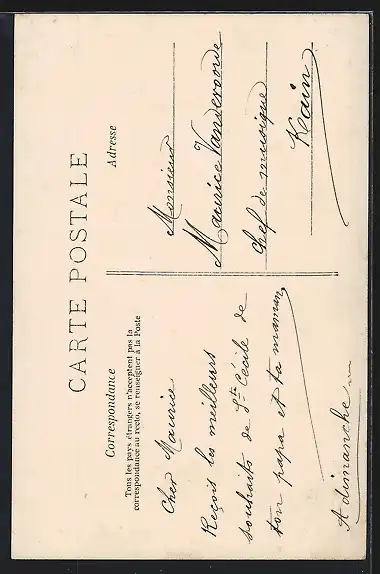 CARTE POSTALE
Correspondance
Tous les pays étrangers n'acceptent pas la
correspondance au recto, se renseigner à la Poste
Cher Maurice
Reçois les meilleurs
souhaits de Ste Cécile de
ton papa et ta maman,
A dimanche
Adresse
Monsieur
Maurice Vandevoorde
Chef de musique
Kain